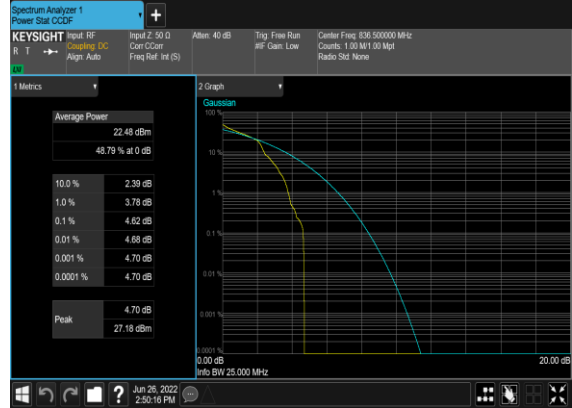 Spectrum Analyzer 1
Power Stat CCDF
KEYSIGHT
R T
Input: RF
Coupling: DC
Align: Auto
Input Z: 50 Ω
Corr CCorr
Freq Ref: Int (S)
Atten: 40 dB
Trig: Free Run
#IF Gain: Low
Center Freq: 836.500000 MHz
Counts: 1.00 M/1.00 Mpt
Radio Std: None
1 Metrics
Average Power
22.48 dBm
48.79 % at 0 dB
10.0 % 2.39 dB
1.0 % 3.78 dB
0.1 % 4.62 dB
0.01 % 4.68 dB
0.001 % 4.70 dB
0.0001 % 4.70 dB
Peak
4.70 dB
27.18 dBm
2 Graph
Gaussian
100 %
10 %
1 %
0.1 %
0.01 %
0.001 %
0.0001 %
0.00 dB
20.00 dB
Info BW 25.000 MHz
Jun 26, 2022
2:50:16 PM